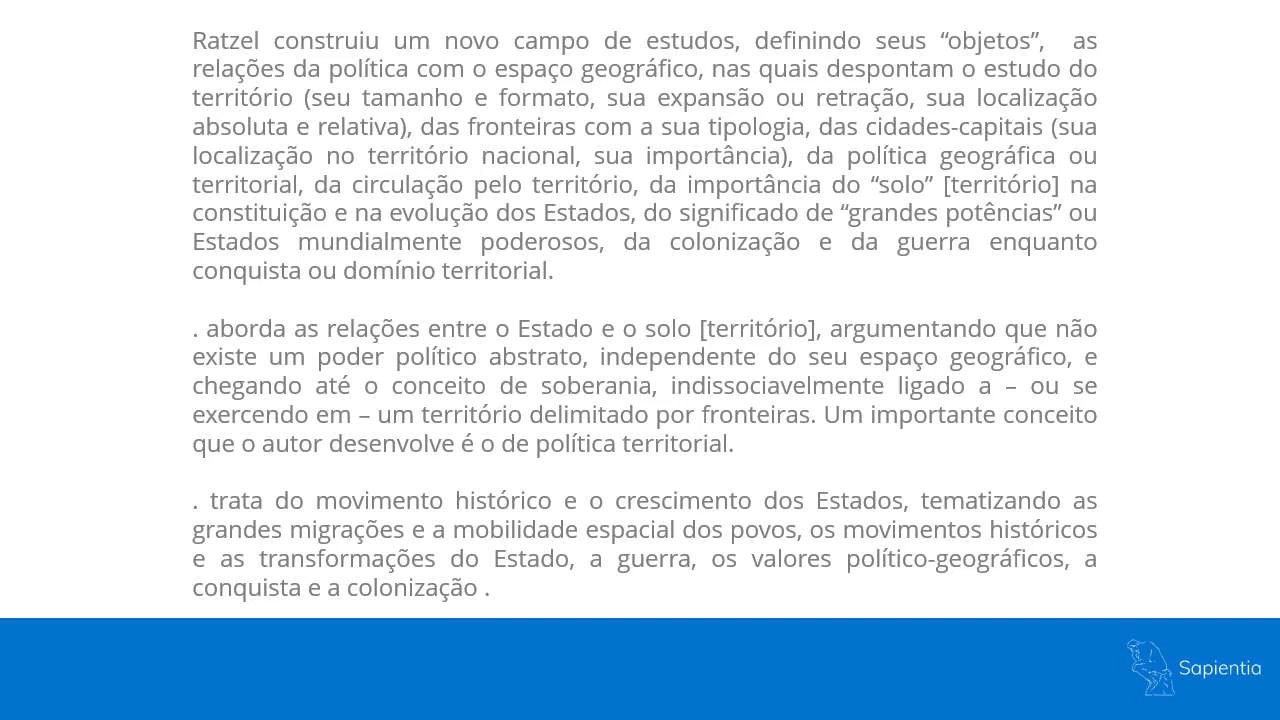 Ratzel construiu um novo campo de estudos, definindo seus “objetos”, as
relações da política com o espaço geográfico, nas quais despontam o estudo do
território (seu tamanho e formato, sua expansão ou retração, sua localização
absoluta e relativa), das fronteiras com a sua tipologia, das cidades-capitais (sua
localização no território nacional, sua importância), da política geográfica ou
territorial, da circulação pelo território, da importância do “solo” [território] na
constituição e na evolução dos Estados, do significado de “grandes potências” ou
Estados mundialmente poderosos, da colonização e da guerra enquanto
conquista ou domínio territorial.
. aborda as relações entre o Estado e o solo [território], argumentando que não
existe um poder político abstrato, independente do seu espaço geográfico, e
chegando até o conceito de soberania, indissociavelmente ligado a – ou se
exercendo em – um território delimitado por fronteiras. Um importante conceito
que o autor desenvolve é o de política territorial.
. trata do movimento histórico e o crescimento dos Estados, tematizando as
grandes migrações e a mobilidade espacial dos povos, os movimentos históricos
e as transformações do Estado, a guerra, os valores político-geográficos, a
conquista e a colonização .
Sapientia